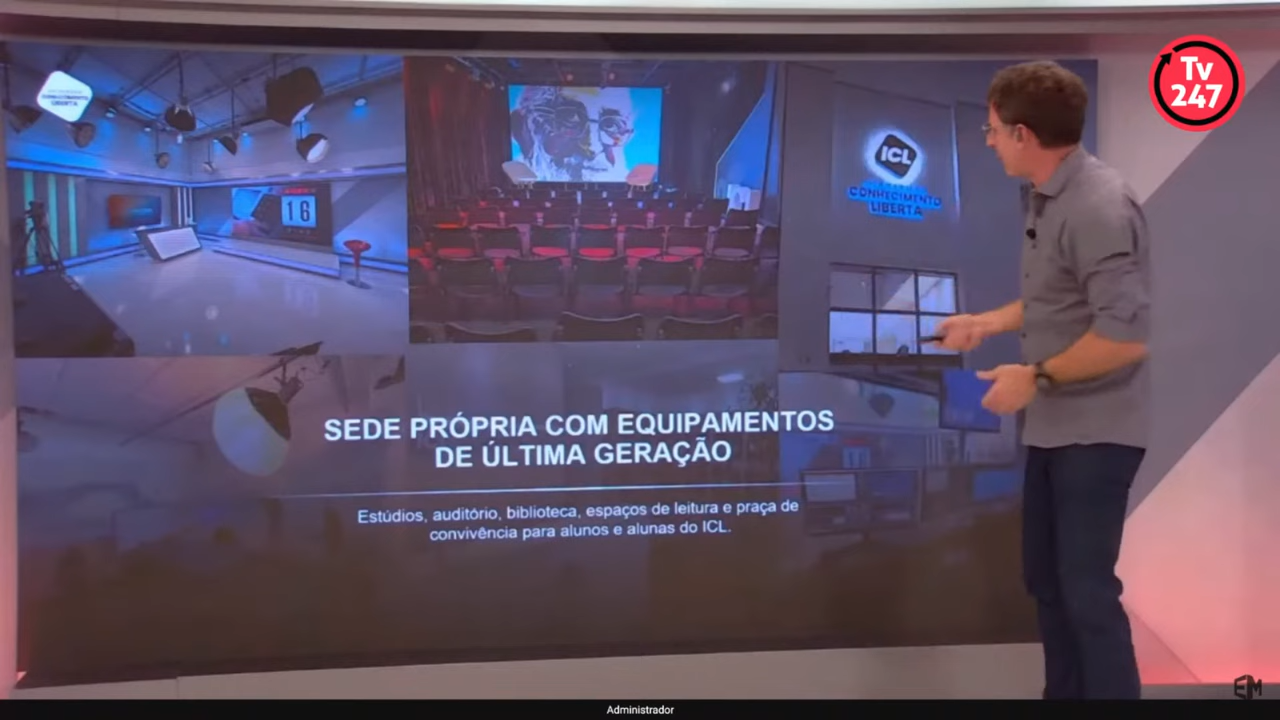 Tv
247
CONHECIMENTO
LIBERTA
16
ICL
CONHECIMENTO
LIBERTA
SEDE PRÓPRIA COM EQUIPAMENTOS
DE ÚLTIMA GERAÇÃO
Estúdios, auditório, biblioteca, espaços de leitura e praça de
convivência para alunos e alunas do ICL.
EM
Administrador